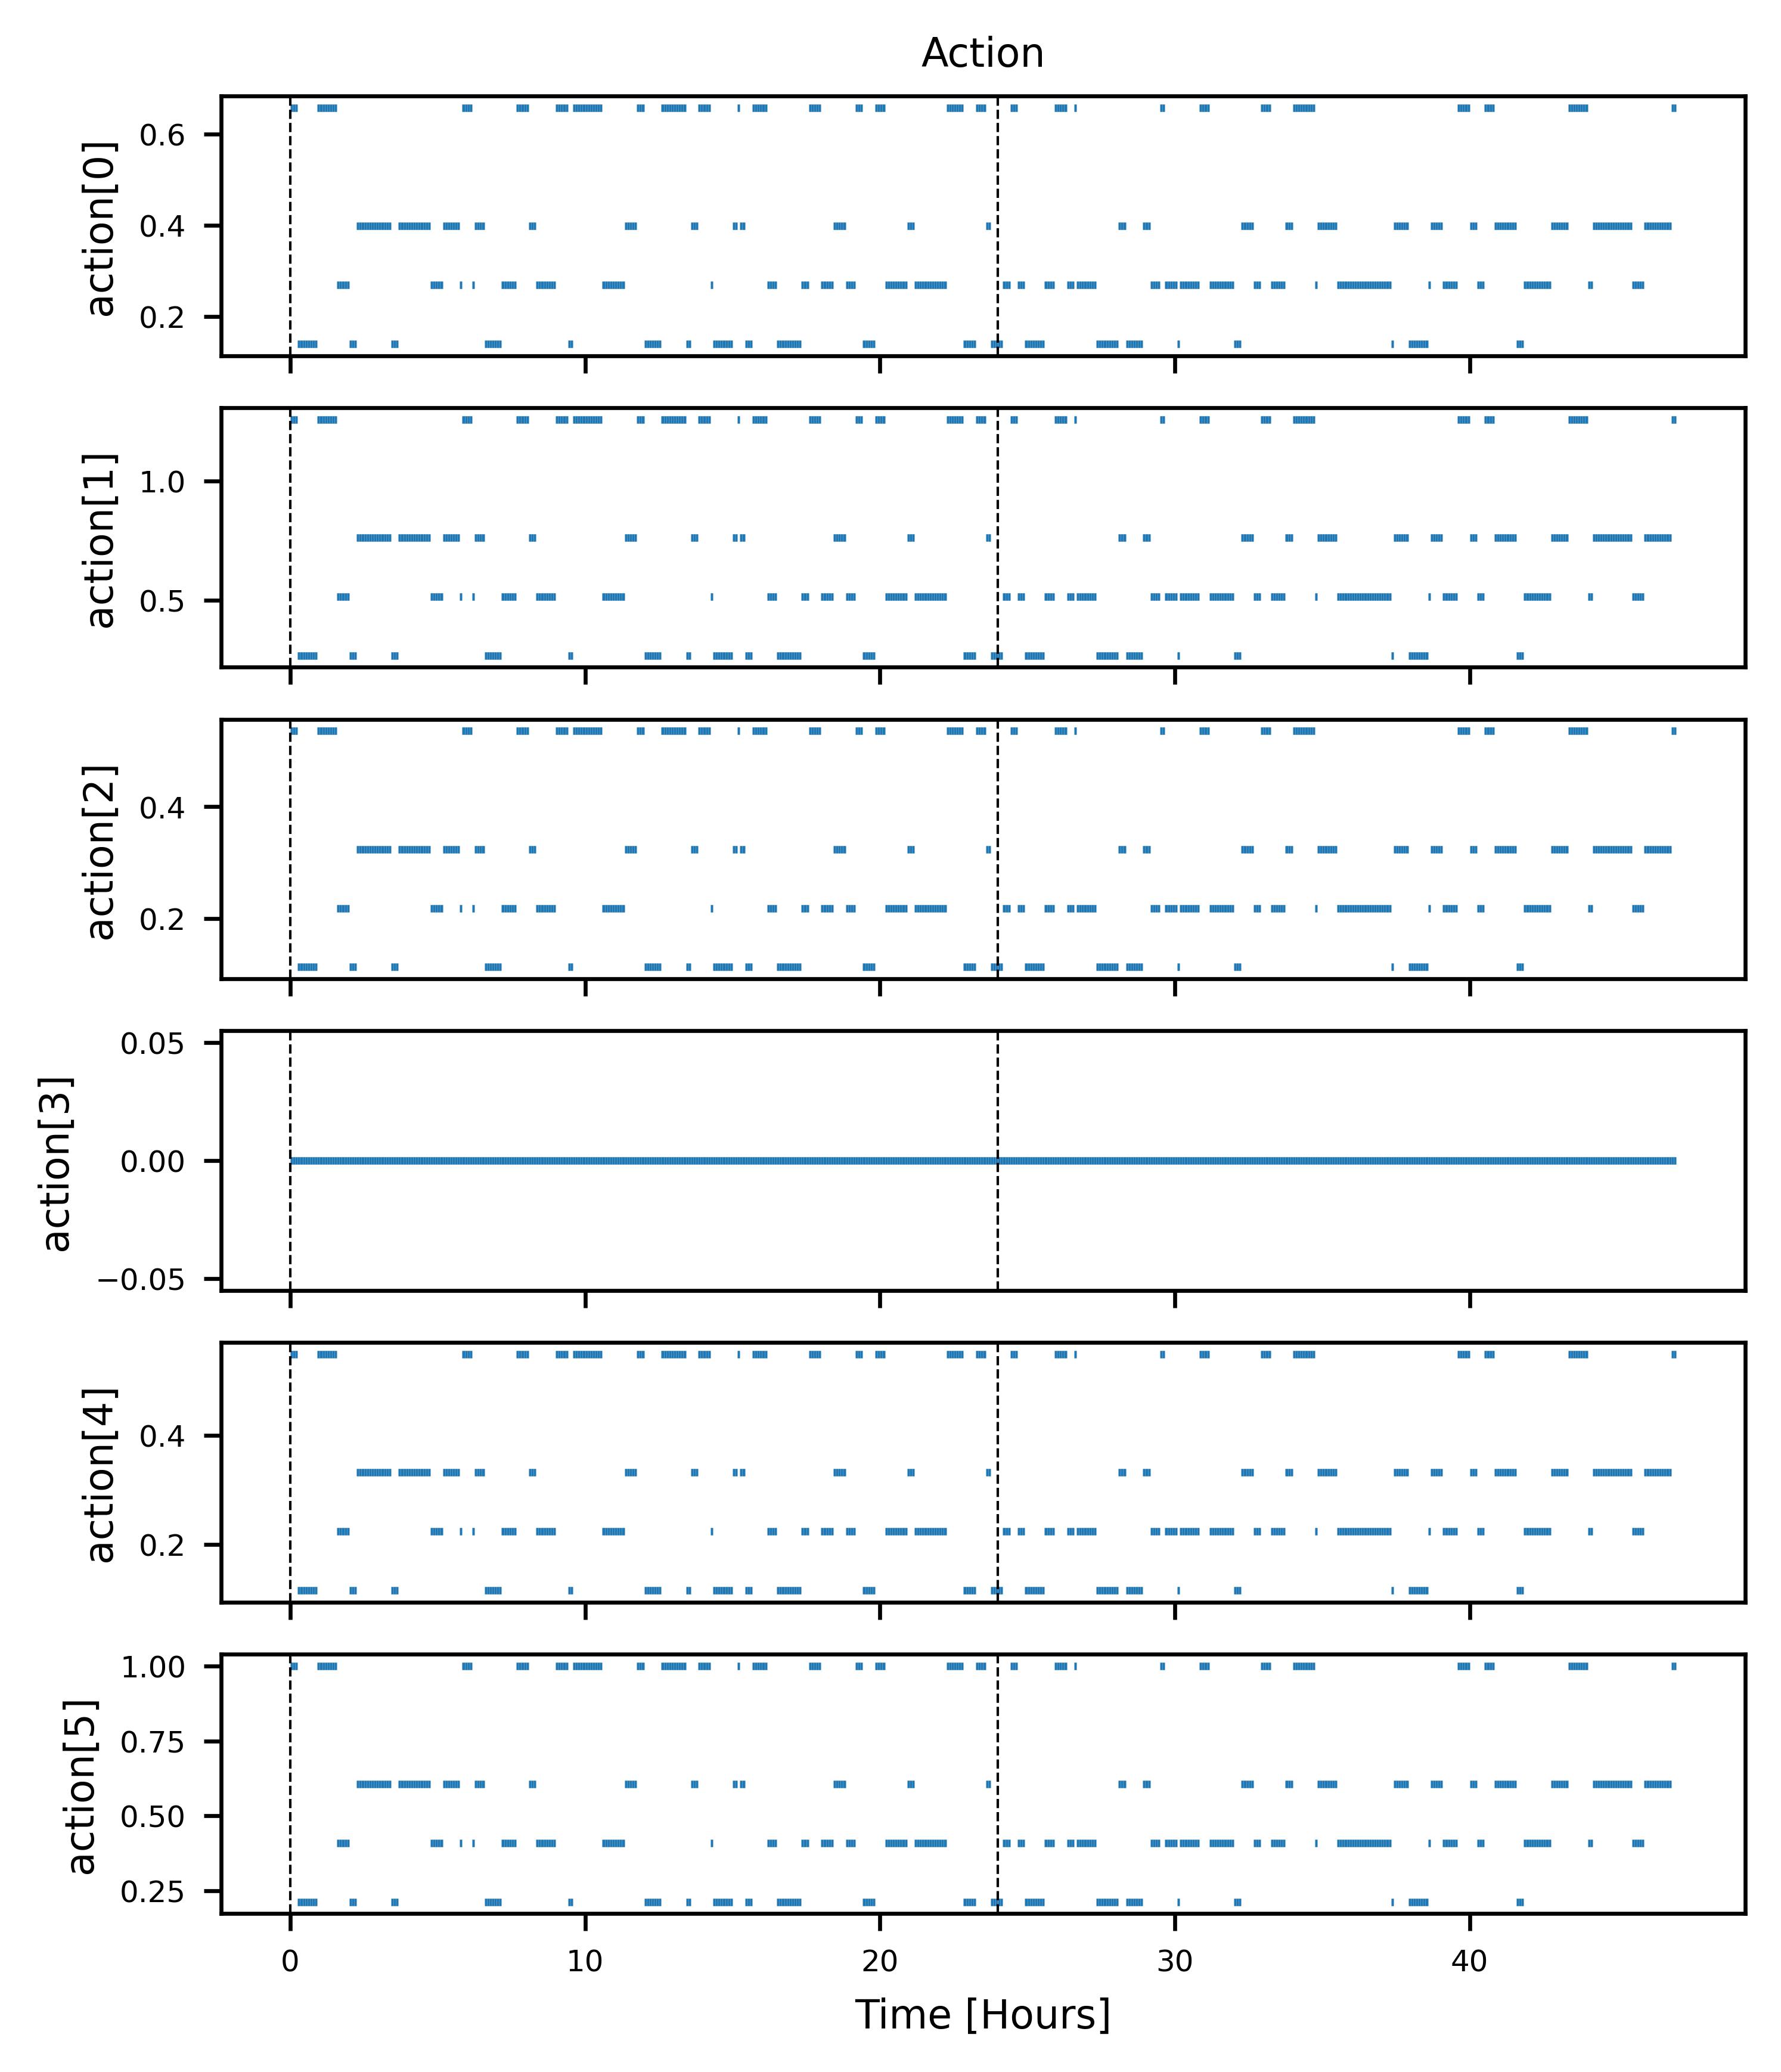 Action
action[0]
0.6
0.4
0.2
action[1]
1.0
0.5
action[2]
0.4
0.2
action[3]
0.05
0.00
−0.05
action[4]
0.4
0.2
action[5]
1.00
0.75
0.50
0.25
0 10 20 30 40
Time [Hours]